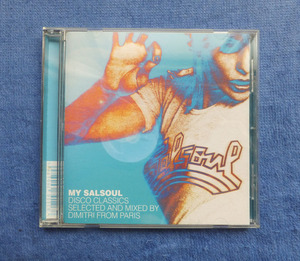 Salsoul
MY SALSOUL
DISCO CLASSICS
SELECTED AND MIXED BY
DIMITRI FROM PARIS